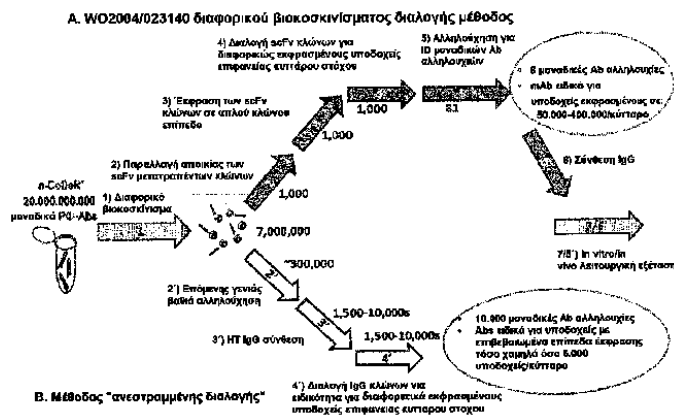 A. WO2004/023140 διαφορικού βιοκοσκινίσματος διαλογής μέθοδος
4) Διαλογή scFv κλώνων για
διαφορικώς εκφρασμένους υποδοχείς
επιφανείας κυττάρου στόχου
5) Αλληλούχηση για
ID μοναδικών Ab
αλληλουχιών
3) Έκφραση των scFv
κλώνων σε απλού κλώνου
επίπεδο
1,000
81
1,000
8 μοναδικές Ab αλληλουχίες
mAb ειδικό για
υποδοχείς εκφρασμένους σε
50.000-400.000/κύτταρο
2) Παραλλαγή αποικίας των
scFv μετατραπέντων κλώνων
1,000
6) Σύνθεση IgG
n-CoDeR
20.000.000.000
μοναδικά
1) Διαφορικό
βιοκοσκίνισμα
7,000,000
~300,000
7/5') In vitro/in
vivo λειτουργική εξέταση
2')
2') Επόμενης γενιάς
βαθιά αλληλούχηση
1,500-10,000s
3')
3') HT IgG σύνθεση
1,500-10,000s
4')
10.000 μοναδικές Ab αλληλουχίες
Abs ειδικά για υποδοχείς με
επιβεβαιωμένα επίπεδα έκφρασης
τόσο χαμηλά όσο 5.000
υποδοχείς/κύτταρο
B. Μέθοδος "ανεστραμμένης διαλογής"
4') Διαλογή IgG κλώνων για
ειδικότητα για διαφορετικά εκφρασμένους
υποδοχείς επιφανείας κυττάρου στόχου